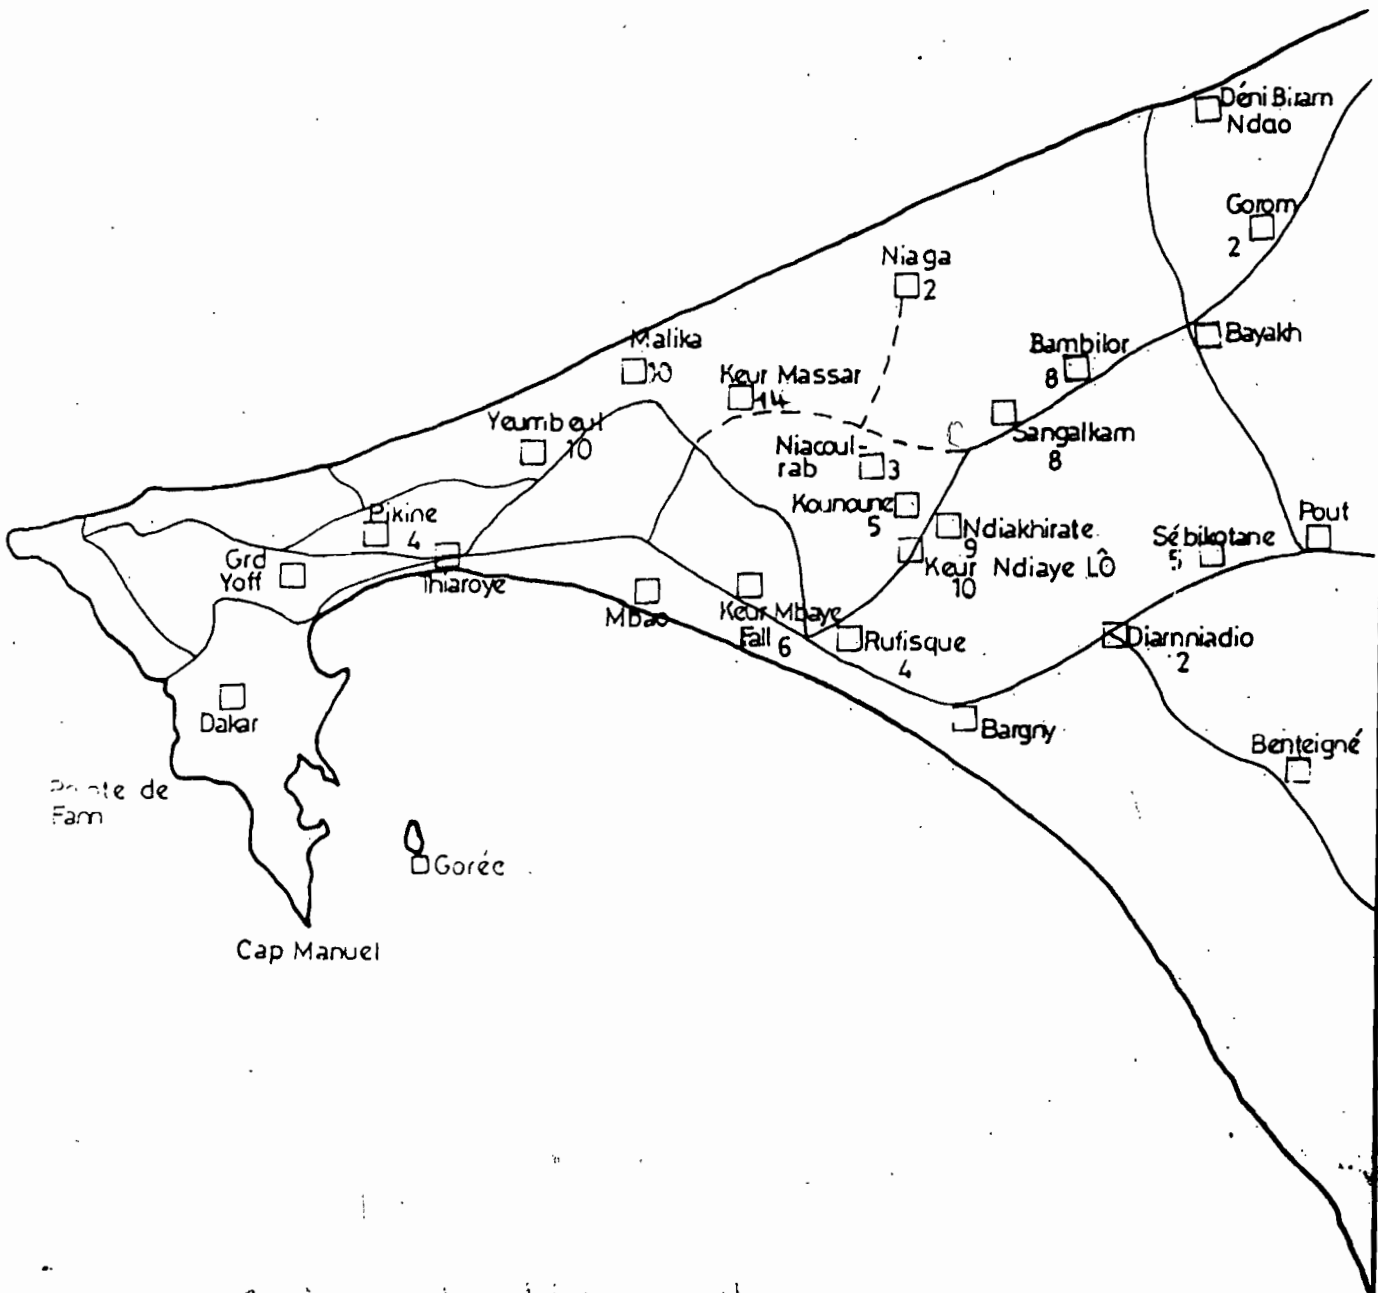 Déni Biram
Ndao
Gorom
2
Niaga
2
Bayakh
Malika
Bambilor
8
Keur Massar
14
Yeumbeul
10
Sangalkam
8
Niacoul-
rab 3
Kounoune
5
Pikine
4
Ndiakhirate
9
Pout
Sébikotane
5
Grd
Yoff
Thiaroye
Keur Ndiaye LÔ
10
Mbao
Keur Mbaye
Fall 6
Rufisque
4
Diamniadio
2
Dakar
Bargny
Benteigné
de
Fann
Gorée
Cap Manuel